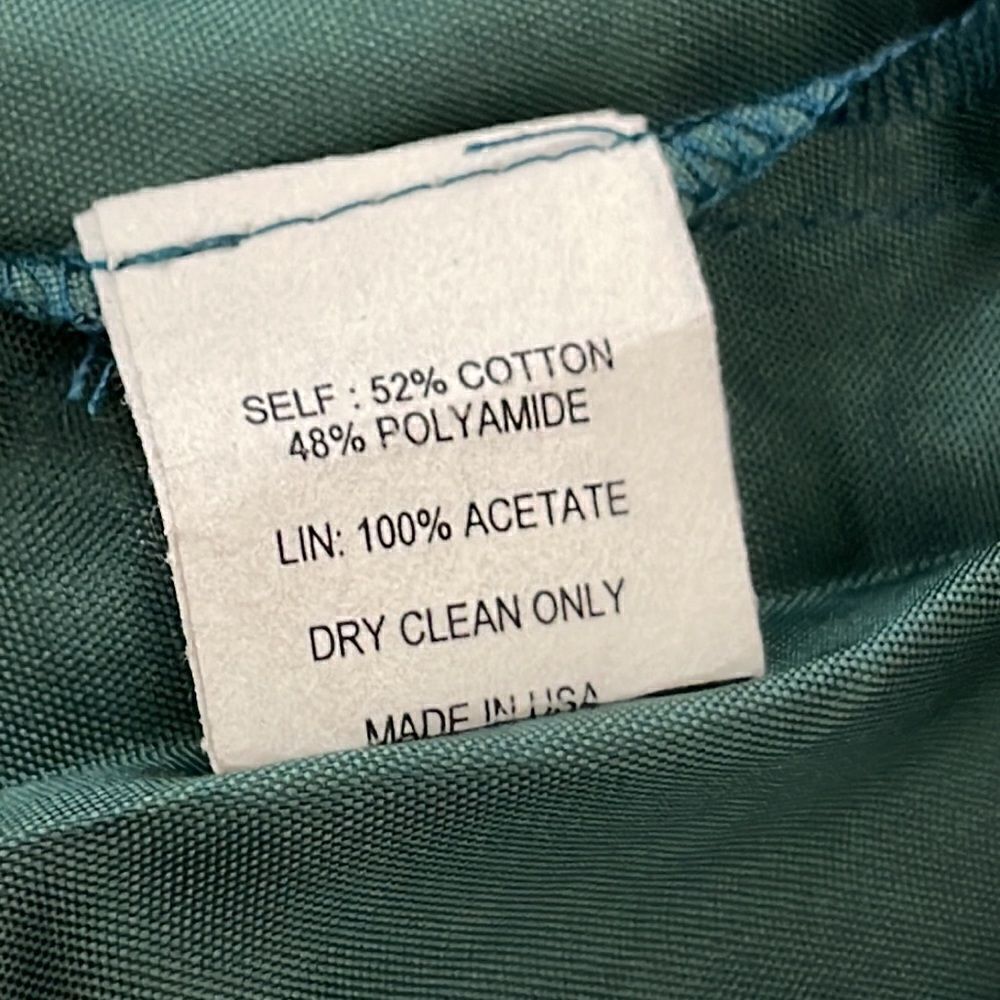 SELF : 52% COTTON
48% POLYAMIDE
LIN: 100% ACETATE
DRY CLEAN ONLY
MADE IN USA